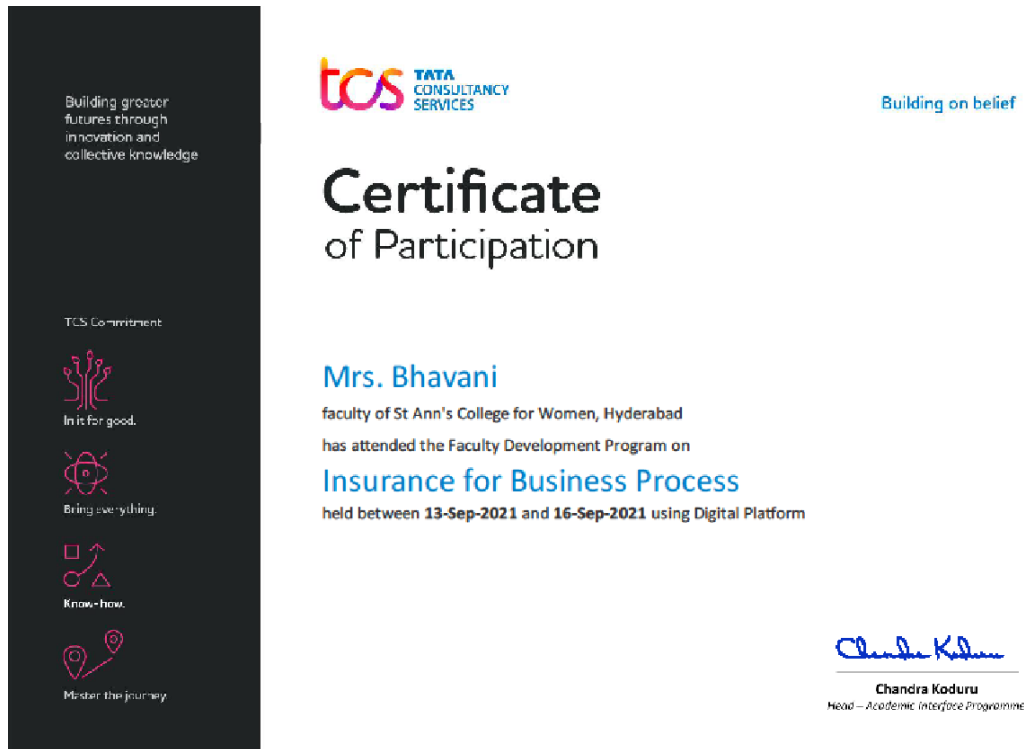 Building greater
futures through
innovation and
collective knowledge
TCS Commitment
In it for good.
Bring everything.
Know-how.
Master the journey
tcs TATA
CONSULTANCY
SERVICES
Building on belief
Certificate
of Participation
Mrs. Bhavani
faculty of St Ann's College for Women, Hyderabad
has attended the Faculty Development Program on
Insurance for Business Process
held between 13-Sep-2021 and 16-Sep-2021 using Digital Platform
Chandra Koduru
Chandra Koduru
Head – Academic Interface Programme